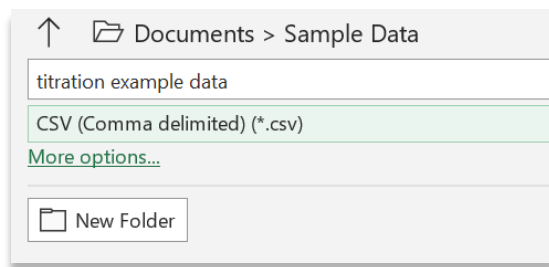 Documents > Sample Data
titration example data
CSV (Comma delimited) (*.csv)
More options...
New Folder